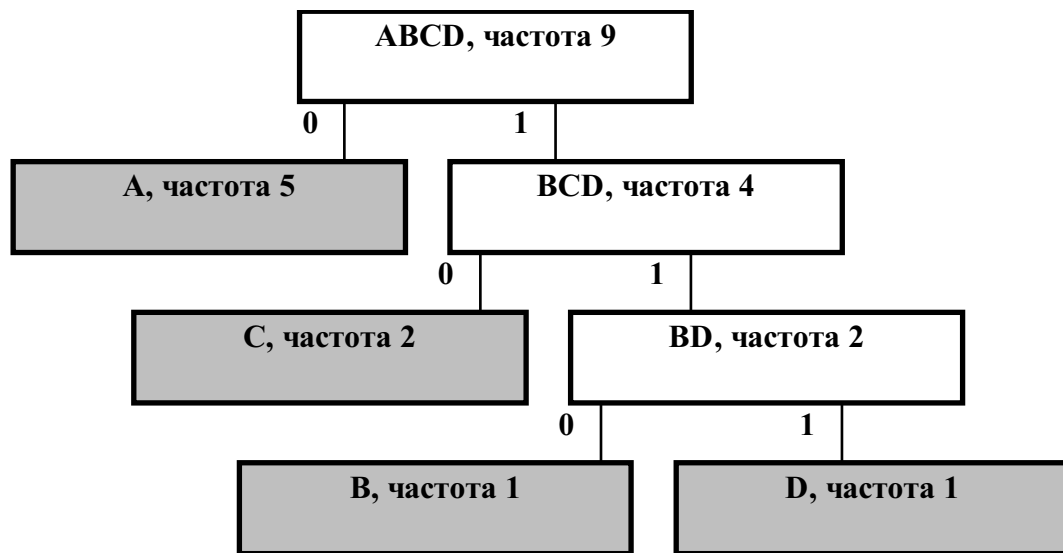 ABCD, частота 9
0 1
A, частота 5 BCD, частота 4
0 1
C, частота 2 BD, частота 2
0 1
B, частота 1 D, частота 1